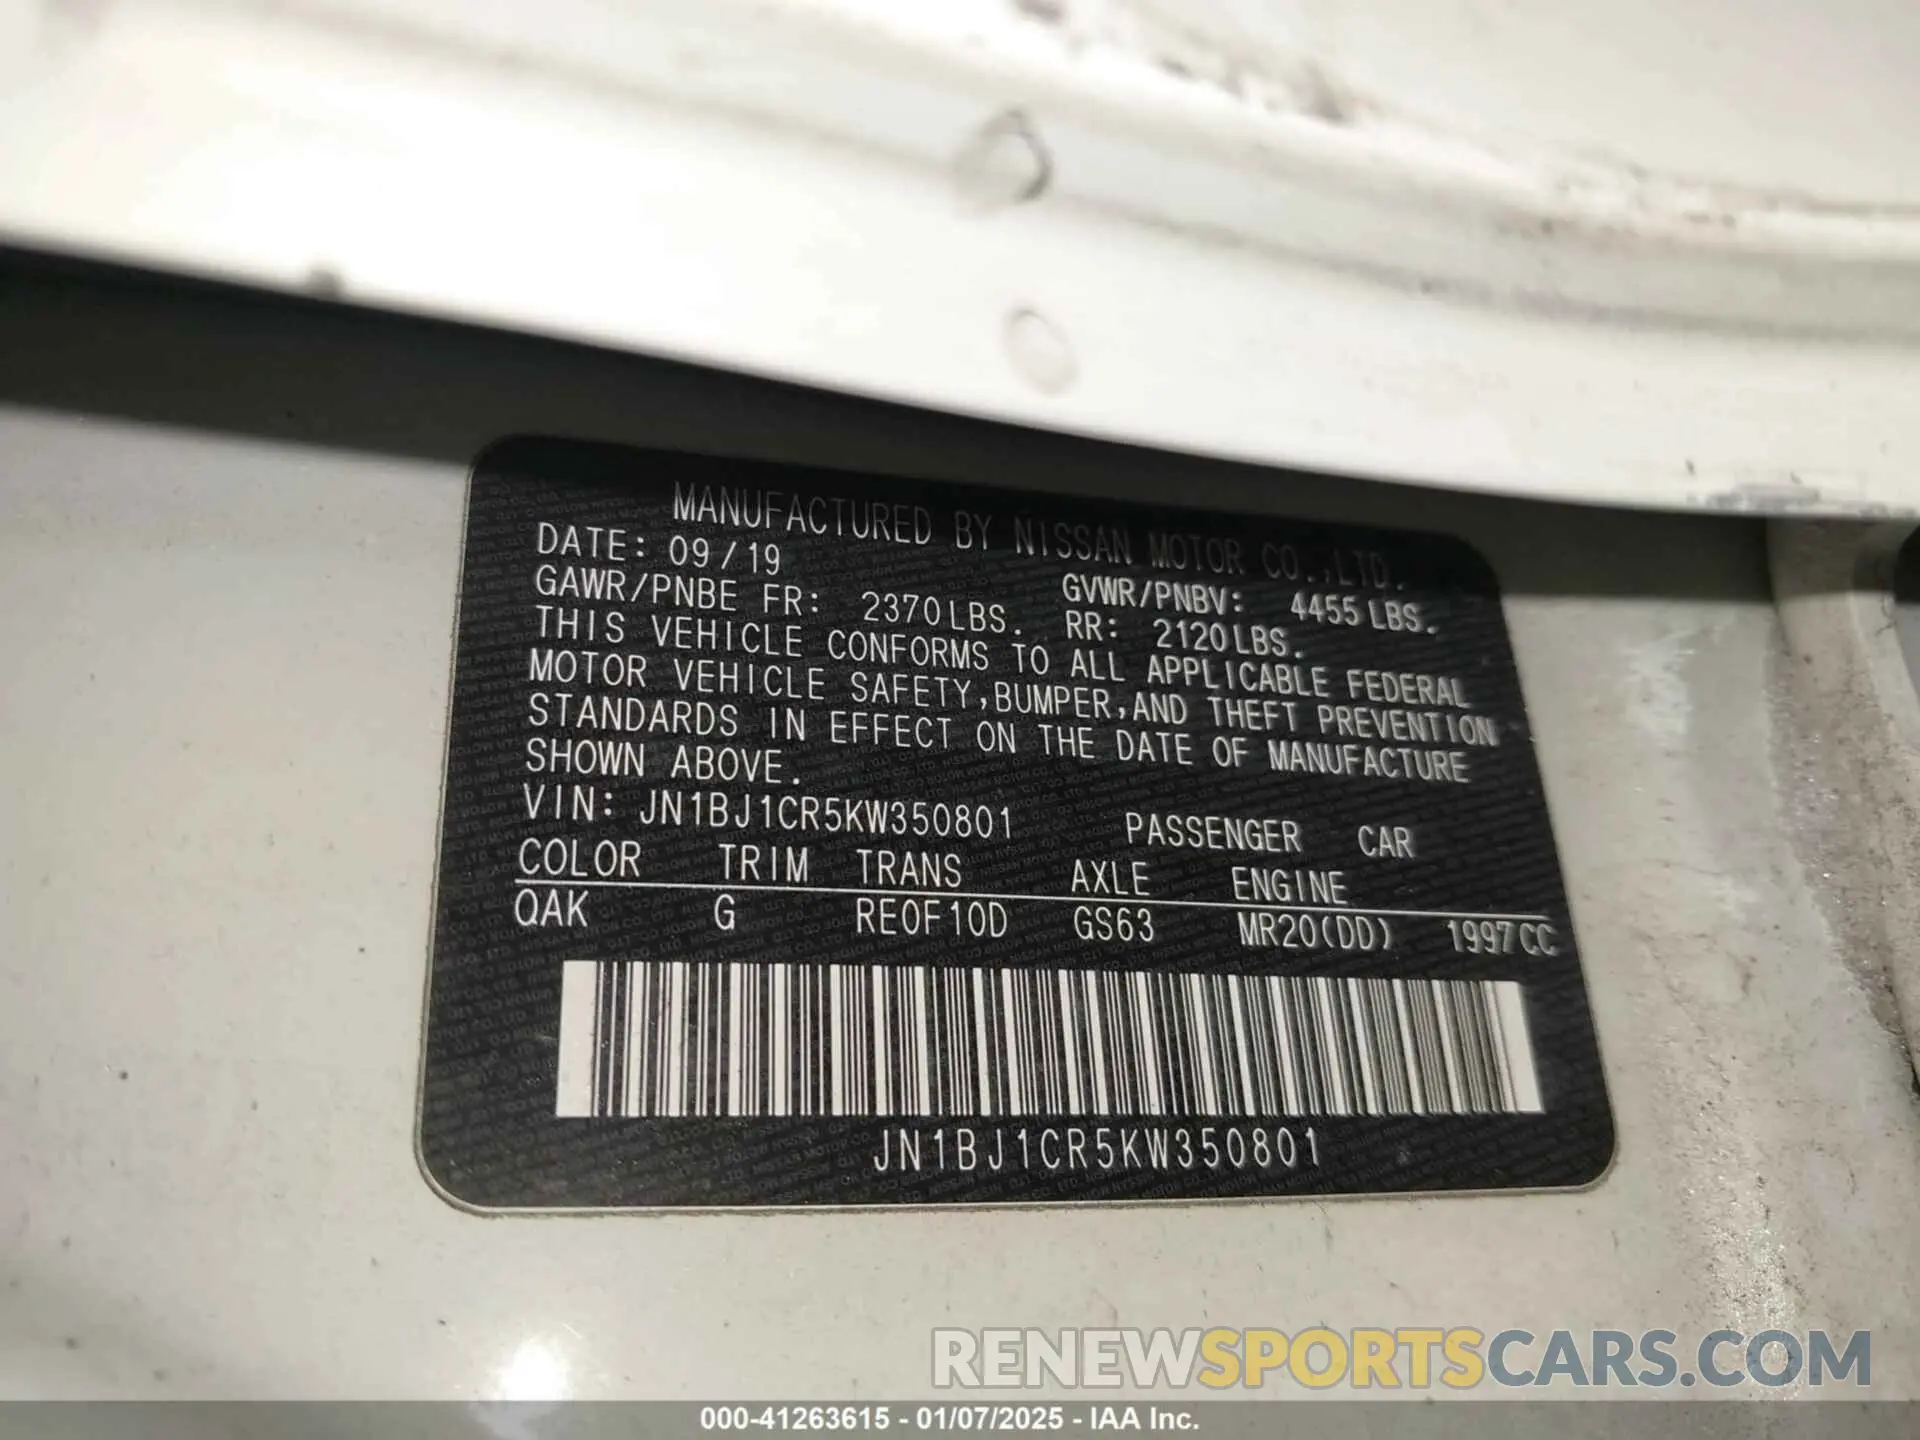 MANUFACTURED BY NISSAN MOTOR CO.,LTD.
DATE: 09/19
GVWR/PNBV: 4455 LBS.
GAWR/PNBE FR: 2370LBS. RR: 2120LBS.
THIS VEHICLE CONFORMS TO ALL APPLICABLE FEDERAL
MOTOR VEHICLE SAFETY,BUMPER,AND THEFT PREVENTION
STANDARDS IN EFFECT ON THE DATE OF MANUFACTURE
SHOWN ABOVE.
VIN: JN1BJ1CR5KW350801 PASSENGER CAR
COLOR TRIM TRANS AXLE ENGINE
QAK G RE0F10D GS63 MR20(DD) 1997CC
JN1BJ1CR5KW350801
RENEWSPORTSCARS.COM
000-41263615 - 01/07/2025 - IAA Inc.